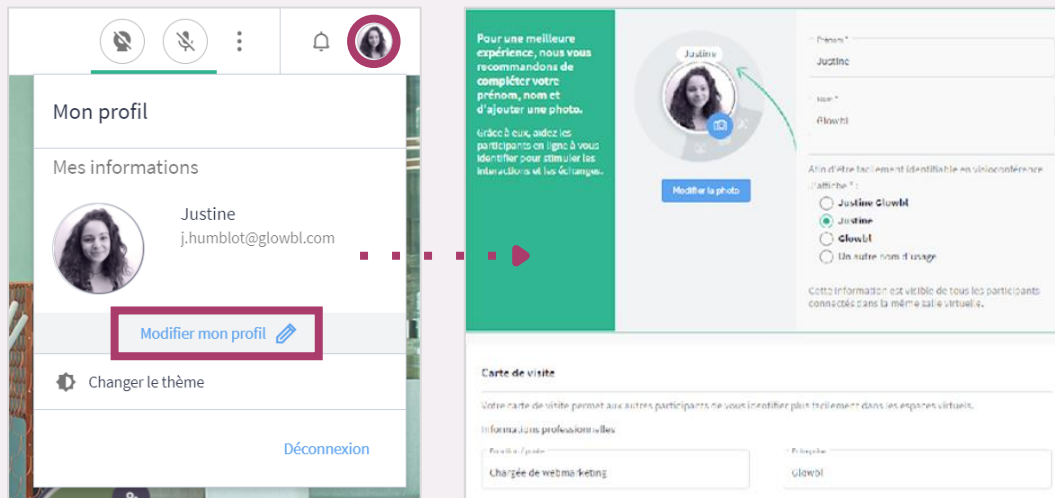 Mon profil
Mes informations
Justine
j.humblot@glowbl.com
Modifier mon profil
Changer le thème
Déconnexion
Pour une meilleure
expérience, nous vous
recommandons de
compléter votre
prénom, nom et
d'ajouter une photo.
Grâce à eux, aidez les
participants en ligne à vous
identifier pour stimuler les
interactions et les échanges.
Justine
Modifier la photo
Prénom *
Justine
Nom *
Glowbl
Afin d'être facilement identifiable en visioconférence
J'affiche * :
Justine Glowbl
Justine
Glowbl
Un autre nom d'usage
Cette information est visible de tous les participants
connectés dans la même salle virtuelle.
Carte de visite
Votre carte de visite permet aux autres participants de vous identifier plus facilement dans les espaces virtuels.
Informations professionnelles
Fonction / poste
Entreprise
Chargée de webmarketing
Glowbl